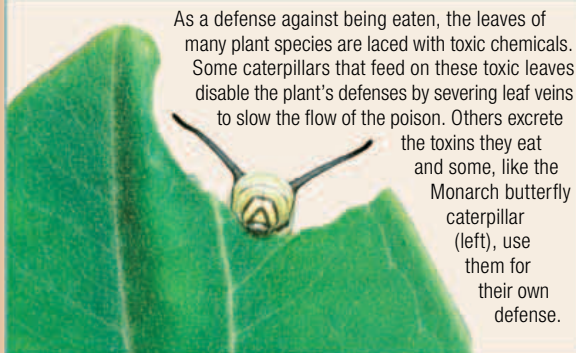 As a defense against being eaten, the leaves of
many plant species are laced with toxic chemicals.
Some caterpillars that feed on these toxic leaves
disable the plant's defenses by severing leaf veins
to slow the flow of the poison. Others excrete
the toxins they eat
and some, like the
Monarch butterfly
caterpillar
(left), use
them for
their own
defense.